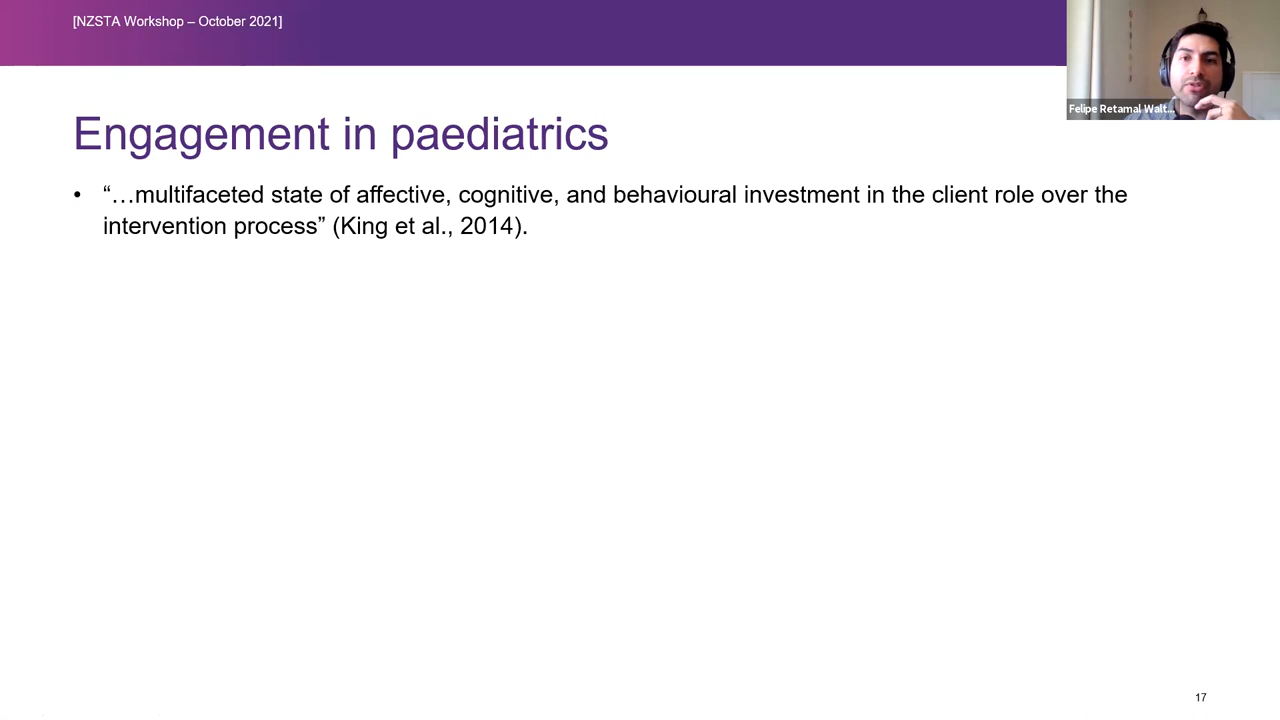 [NZSTA Workshop – October 2021]
Felipe Retamal Walt...
Engagement in paediatrics
• “…multifaceted state of affective, cognitive, and behavioural investment in the client role over the
intervention process” (King et al., 2014).
17